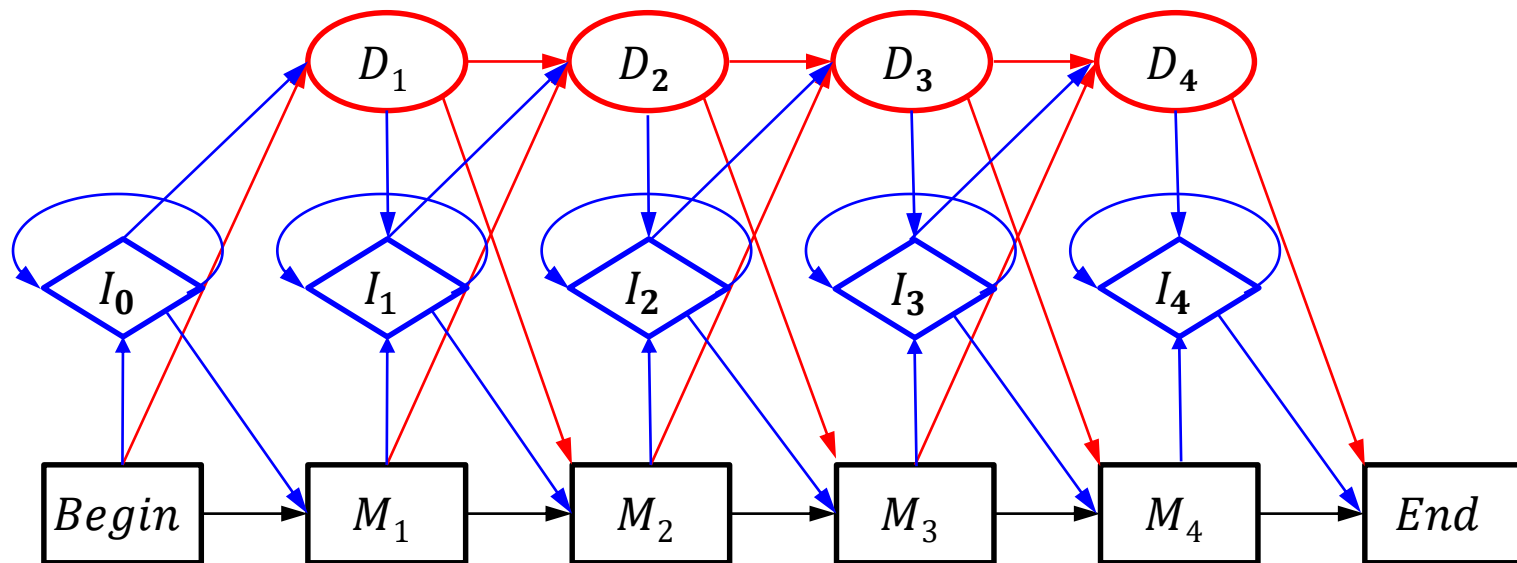 D₁ D₂ D₃ D₄
I₀ I₁ I₂ I₃ I₄
Begin M₁ M₂ M₃ M₄ End